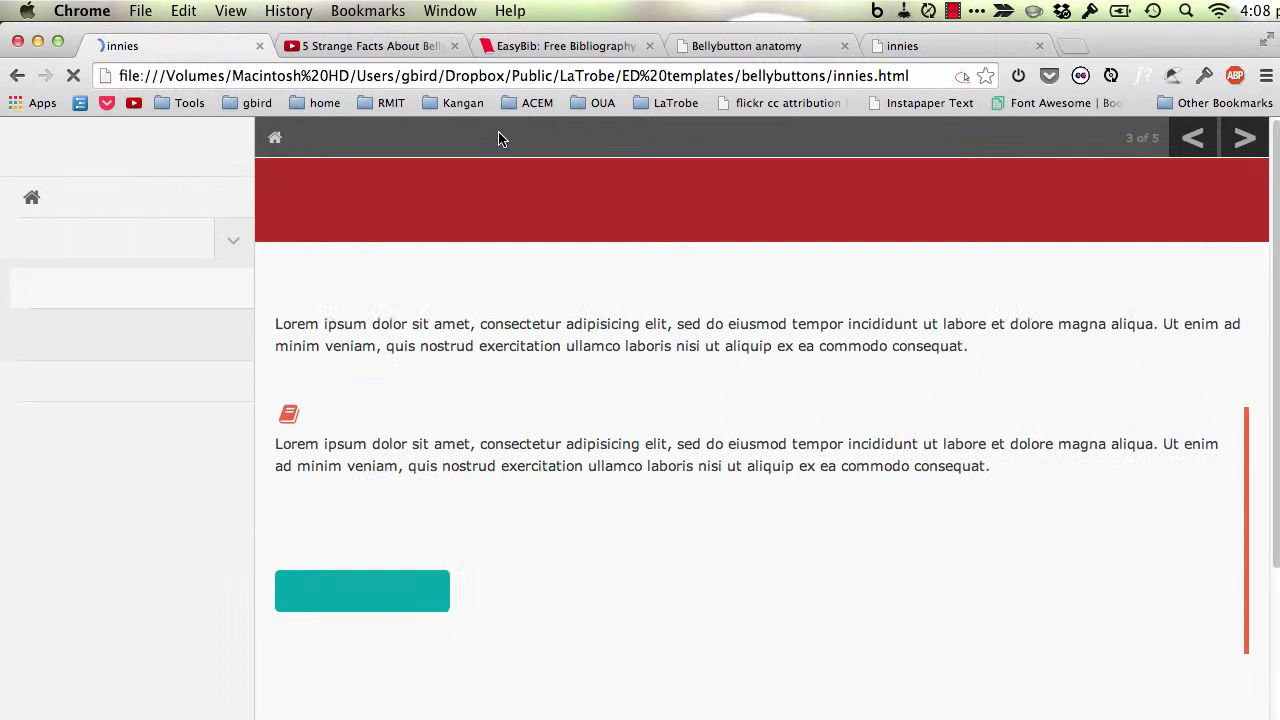 Chrome File Edit View History Bookmarks Window Help 4:08 p
innies
5 Strange Facts About Bell
EasyBib: Free Bibliography
Bellybutton anatomy
innies
file:///Volumes/Macintosh%20HD/Users/gbird/Dropbox/Public/LaTrobe/ED%20templates/bellybuttons/innies.html
Apps Tools gbird home RMIT Kangan ACEM OUA LaTrobe flickr cc attribution Instapaper Text Font Awesome | Boo Other Bookmarks
3 of 5 < >
Lorem ipsum dolor sit amet, consectetur adipisicing elit, sed do eiusmod tempor incididunt ut labore et dolore magna aliqua. Ut enim ad
minim veniam, quis nostrud exercitation ullamco laboris nisi ut aliquip ex ea commodo consequat.
Lorem ipsum dolor sit amet, consectetur adipisicing elit, sed do eiusmod tempor incididunt ut labore et dolore magna aliqua. Ut enim
ad minim veniam, quis nostrud exercitation ullamco laboris nisi ut aliquip ex ea commodo consequat.